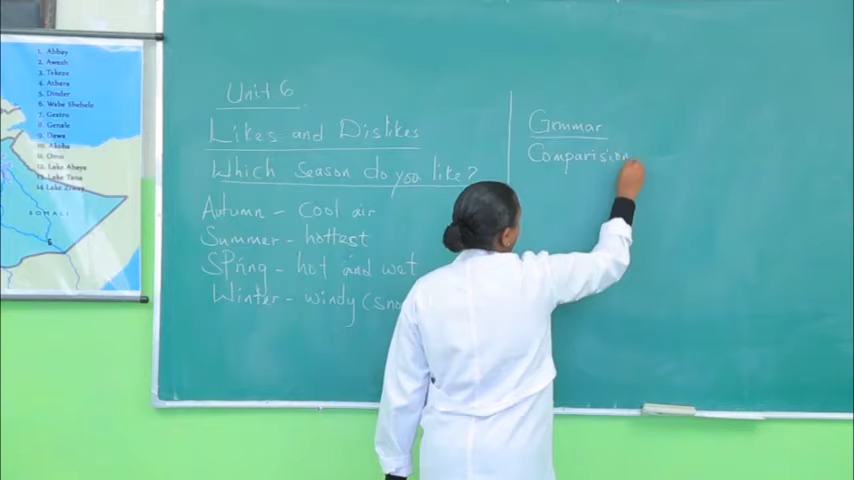 1. Abbay
2. Awash
3. Tekeze
4. Atbara
5. Dinder
6. Wabe Shebele
7. Gestro
8. Genale
9. Dawa
10. Akobo
11. Omo
12. Lake Abaya
13. Lake Tana
14. Lake Ziway
SOMALI
Unit 6
Likes and Dislikes
Which season do you like?
Autumn - Cool air
Summer - hottest
Spring - hot and wet
Winter - windy (sno
Grammar
Comparision